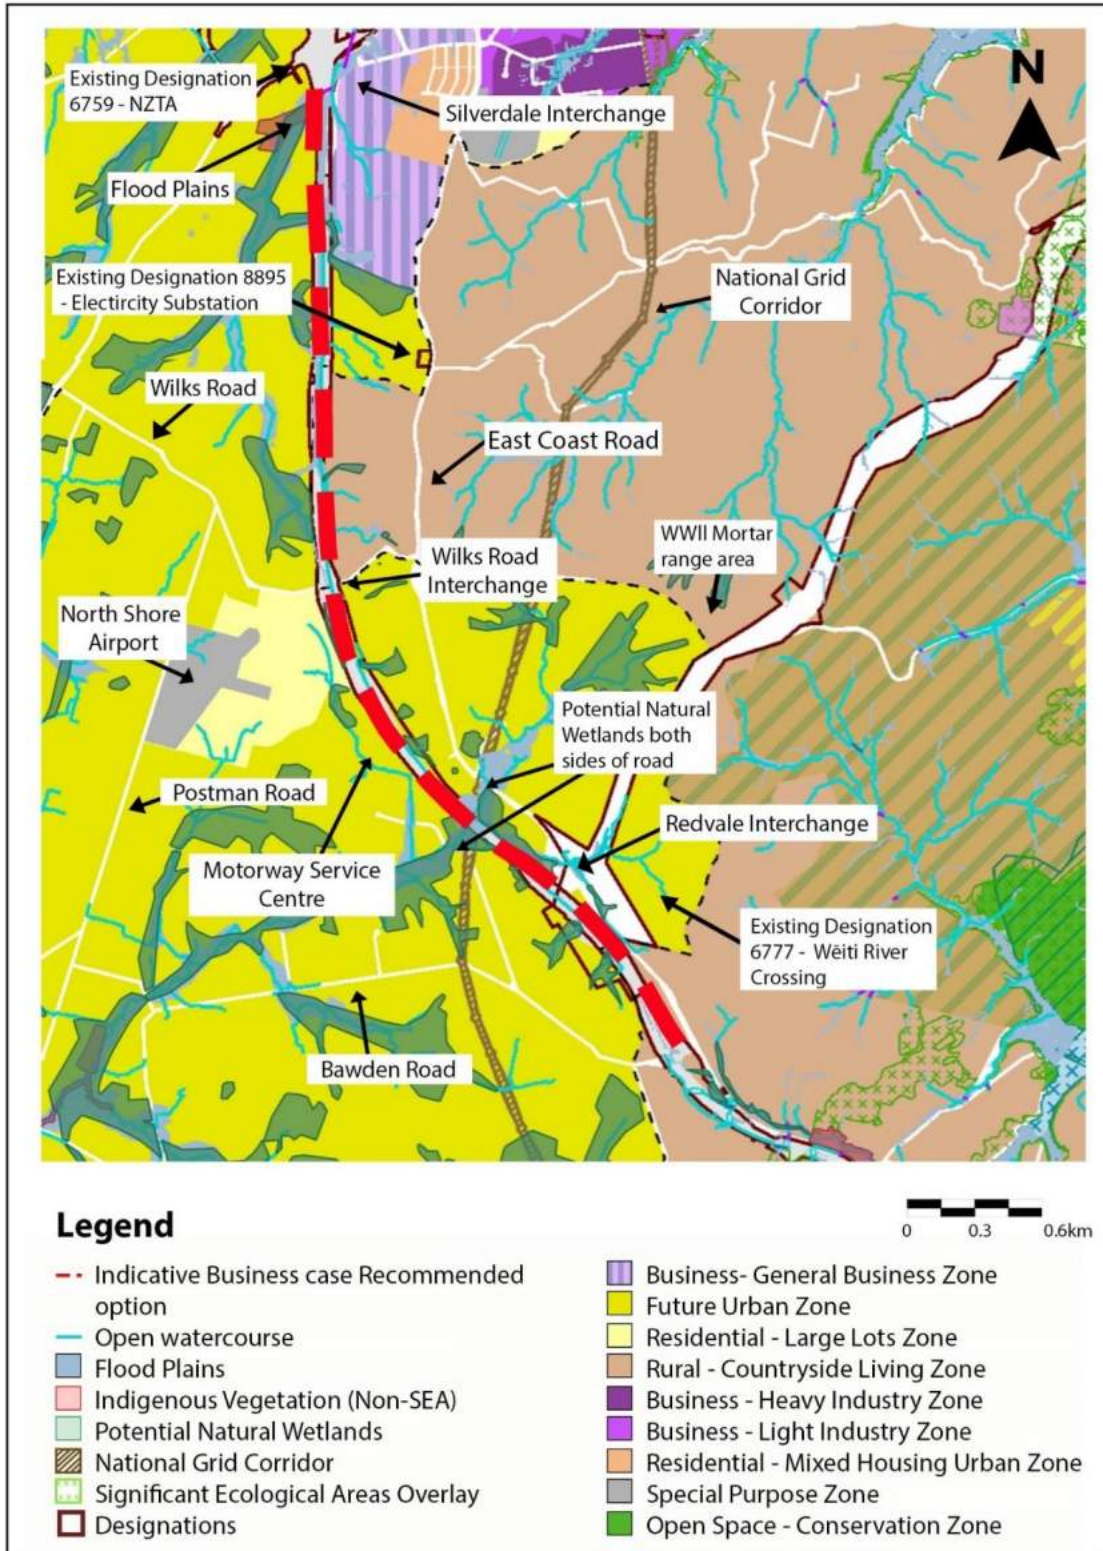 Existing Designation
6759 - NZTA
N
Silverdale Interchange
Flood Plains
Existing Designation 8895
- Electircity Substation
National Grid
Corridor
Wilks Road
East Coast Road
WWll Mortar
range area
Wilks Road
Interchange
North Shore
Airport
Potential Natural
Wetlands both
sides of road
Postman Road
Redvale Interchange
Motorway Service
Centre
Existing Designation
6777 - Wēiti River
Crossing
Bawden Road
Legend
0 0.3 0.6km
Indicative Business case Recommended
option
Open watercourse
Flood Plains
Indigenous Vegetation (Non-SEA)
Potential Natural Wetlands
National Grid Corridor
Significant Ecological Areas Overlay
Designations
Business- General Business Zone
Future Urban Zone
Residential - Large Lots Zone
Rural - Countryside Living Zone
Business - Heavy Industry Zone
Business - Light Industry Zone
Residential - Mixed Housing Urban Zone
Special Purpose Zone
Open Space - Conservation Zone